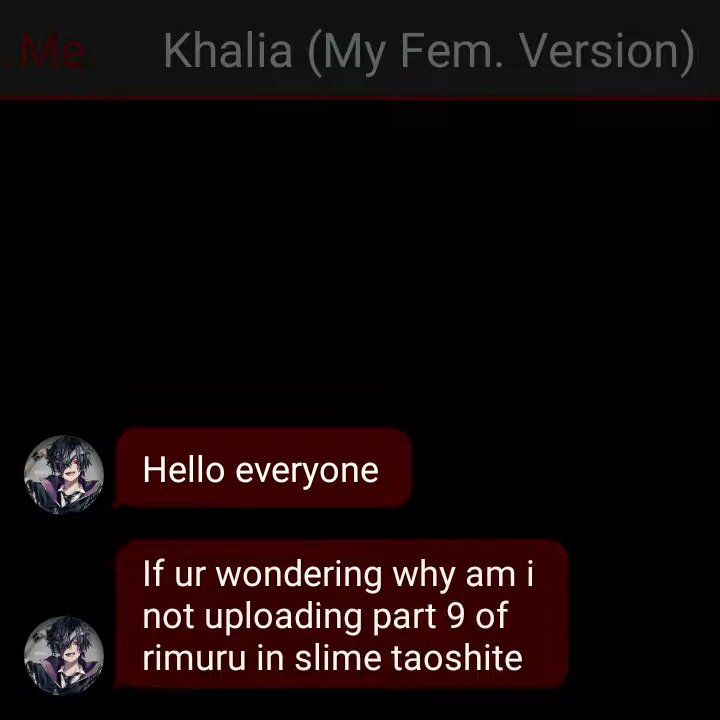 .Me Khalia (My Fem. Version)
Hello everyone
If ur wondering why am i
not uploading part 9 of
rimuru in slime taoshite